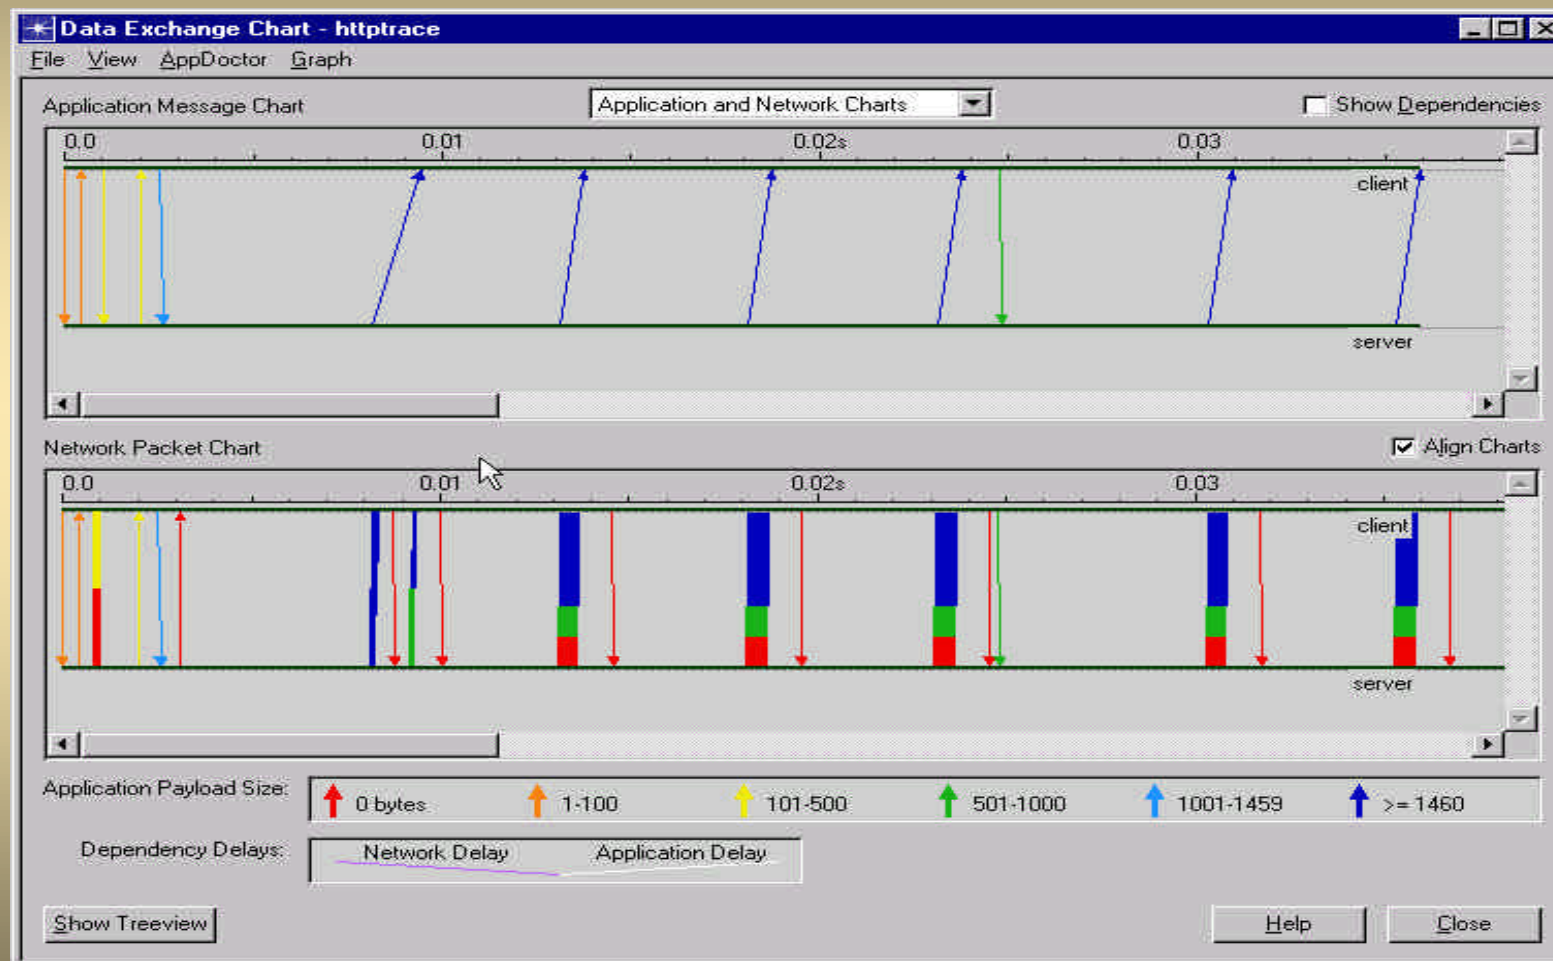 Data Exchange Chart - httptrace
File View AppDoctor Graph
Application Message Chart
Application and Network Charts
Show Dependencies
0.0 0.01 0.02s 0.03
client
server
Network Packet Chart
Align Charts
0.0 0.01 0.02s 0.03
client
server
Application Payload Size: 0 bytes 1-100 101-500 501-1000 1001-1459 >= 1460
Dependency Delays: Network Delay Application Delay
Show Treeview
Help
Close